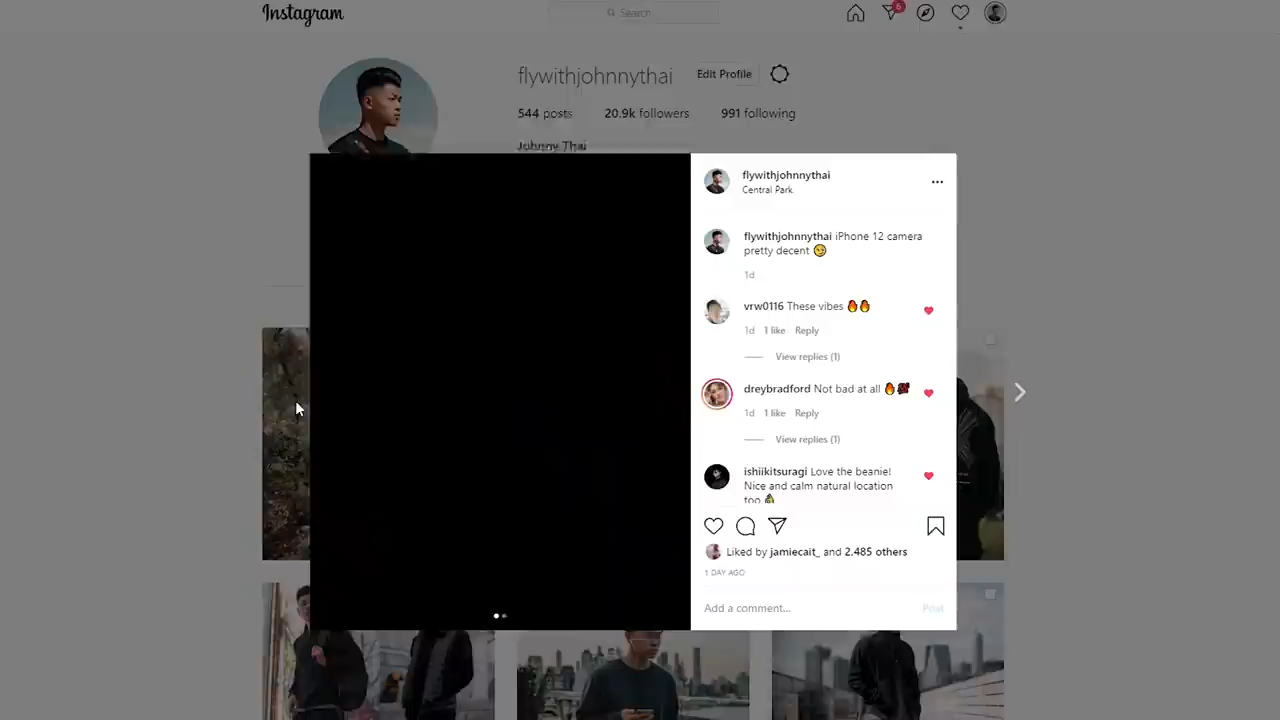 Instagram
Search
6
flywithjohnnythai
Edit Profile
544 posts
20.9k followers
991 following
Johnny Thai
flywithjohnnythai
Central Park
flywithjohnnythai iPhone 12 camera
pretty decent 😏
1d
vrw0116 These vibes 🔥🔥
1d 1 like Reply
View replies (1)
dreybradford Not bad at all 🔥💯
1d 1 like Reply
View replies (1)
ishiikitsuragi Love the beanie!
Nice and calm natural location
too
Liked by jamiecait_ and 2.485 others
1 DAY AGO
Add a comment...
Post